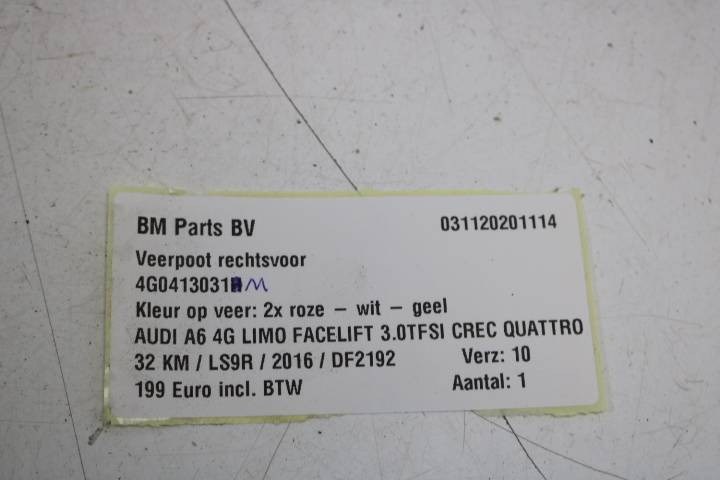 BM Parts BV 031120201114
Veerpoot rechtsvoor
4G0413031M
Kleur op veer: 2x roze – wit – geel
AUDI A6 4G LIMO FACELIFT 3.0TFSI CREC QUATTRO
32 KM / LS9R / 2016 / DF2192 Verz: 10
199 Euro incl. BTW Aantal: 1